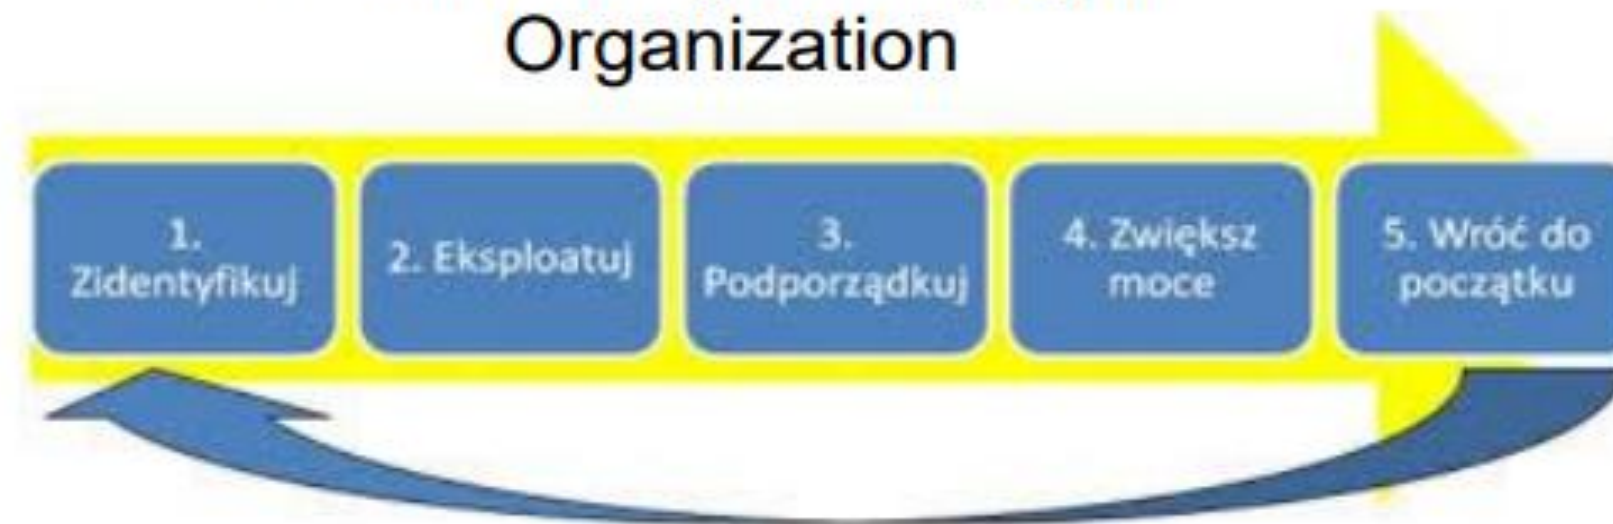 Organization
1.
Zidentyfikuj
2. Eksploatuj
3.
Podporządkuj
4. Zwiększ
moce
5. Wróć do
początku